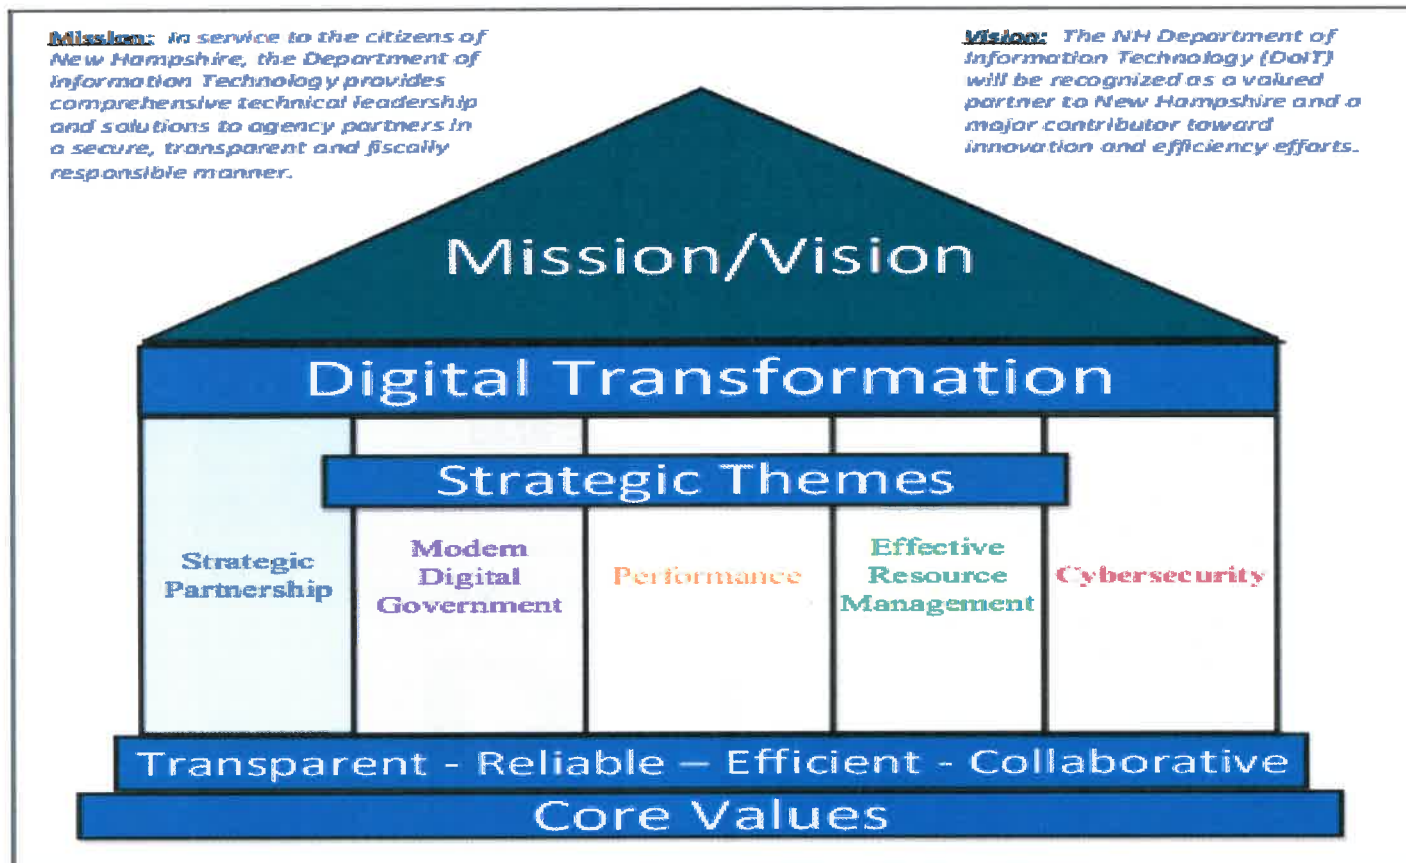 Mission: In service to the citizens of
New Hampshire, the Department of
Information Technology provides
comprehensive technical leadership
and solutions to agency partners in
a secure, transparent and fiscally
responsible manner.
Vision: The NH Department of
Information Technology (DoIT)
will be recognized as a valued
partner to New Hampshire and a
major contributor toward
innovation and efficiency efforts.
Mission/Vision
Digital Transformation
Strategic Themes
Strategic
Partnership
Modern
Digital
Government
Performance
Effective
Resource
Management
Cybersecurity
Transparent - Reliable – Efficient - Collaborative
Core Values